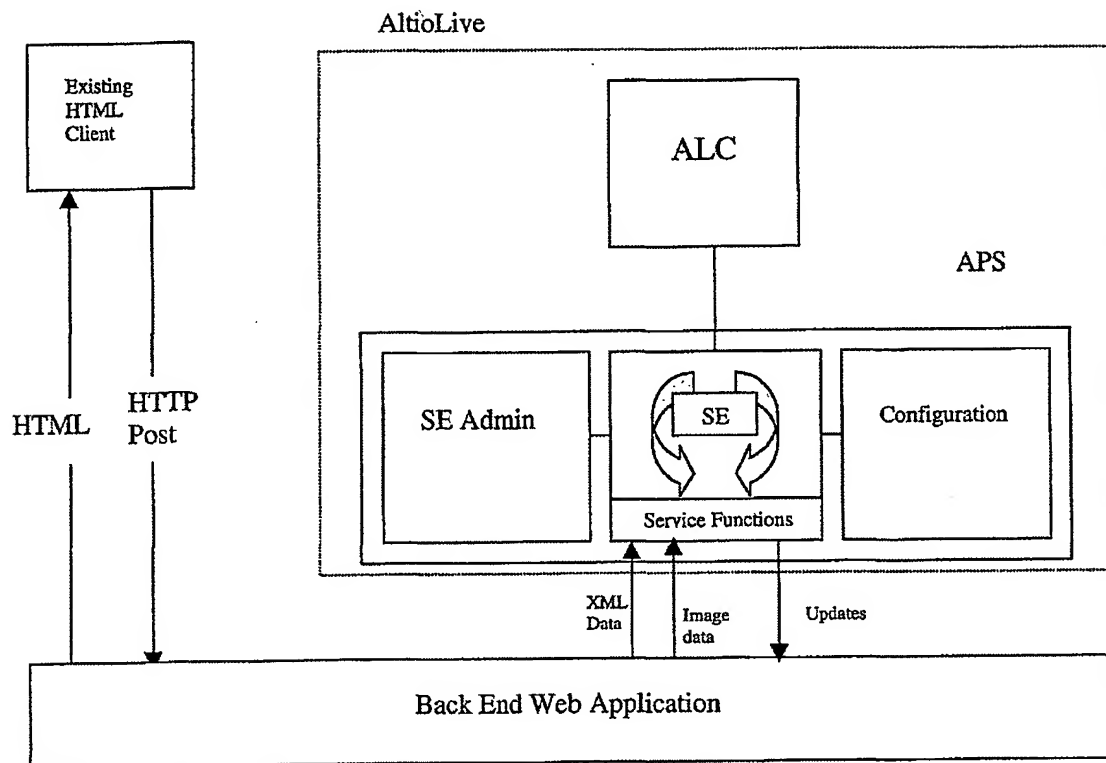 AltioLive
Existing
HTML
Client
ALC
APS
HTML
HTTP
Post
SE Admin
SE
Configuration
Service Functions
XML
Data
Image
data
Updates
Back End Web Application